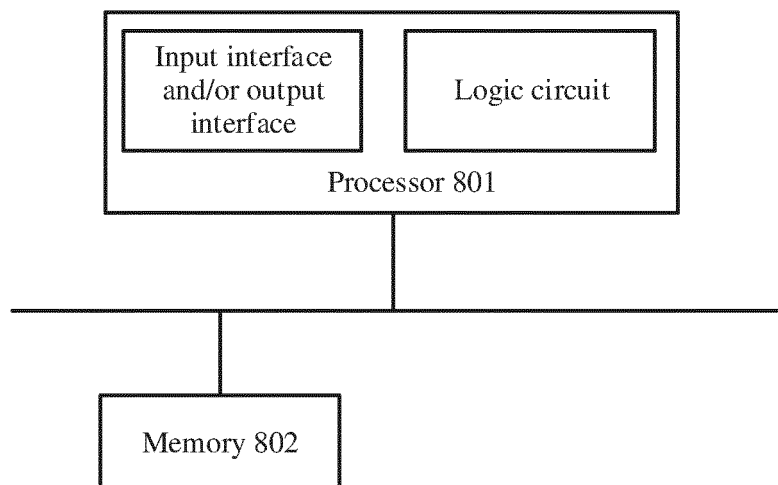 Input interface
and/or output
interface
Logic circuit
Processor 801
Memory 802